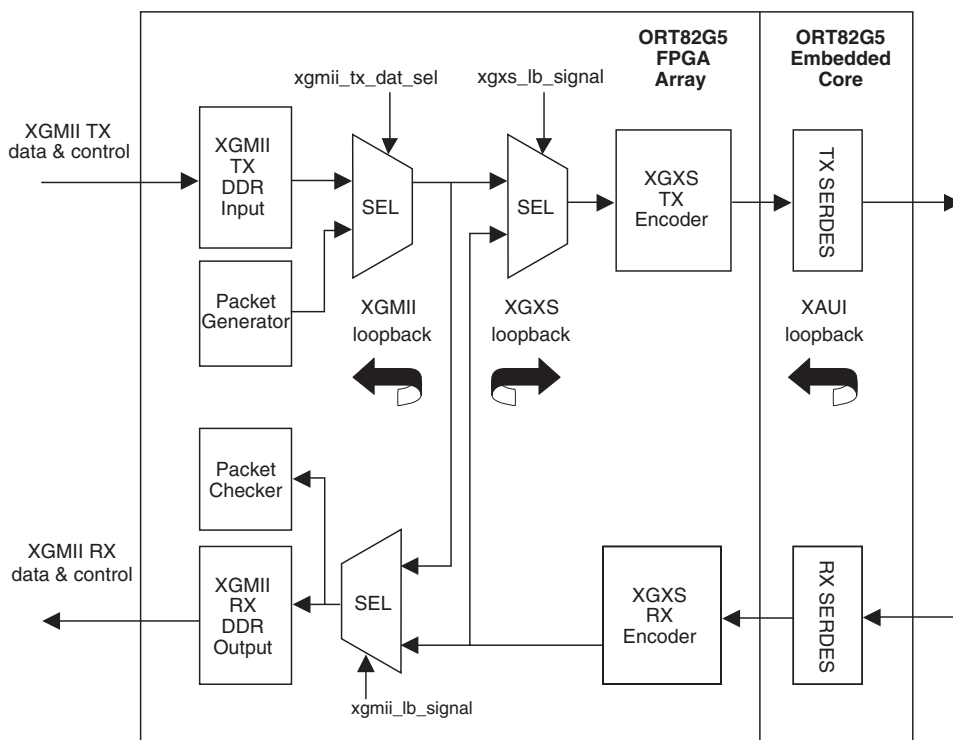 ORT82G5
FPGA
Array
ORT82G5
Embedded
Core
xgmii_tx_dat_sel
xgxs_lb_signal
XGMII TX
data & control
XGMII
TX
DDR
Input
SEL
SEL
XGXS
TX
Encoder
TX SERDES
Packet
Generator
XGMII
loopback
XGXS
loopback
XAUI
loopback
Packet
Checker
XGMII RX
data & control
XGMII
RX
DDR
Output
SEL
XGXS
RX
Encoder
RX SERDES
xgmii_lb_signal